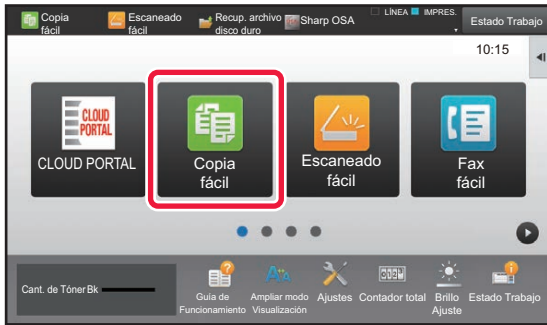 Copia
fácil
Escaneado
fácil
Recup. archivo
disco duro
Sharp OSA
LÍNEA
IMPRES.
Estado Trabajo
10:15
CLOUD
PORTAL
CLOUD PORTAL
Copia
fácil
Escaneado
fácil
Fax
fácil
Cant. de Tóner Bk
Guía de
Funcionamiento
Ampliar modo
Visualización
Ajustes
Contador total
Brillo
Ajuste
Estado Trabajo